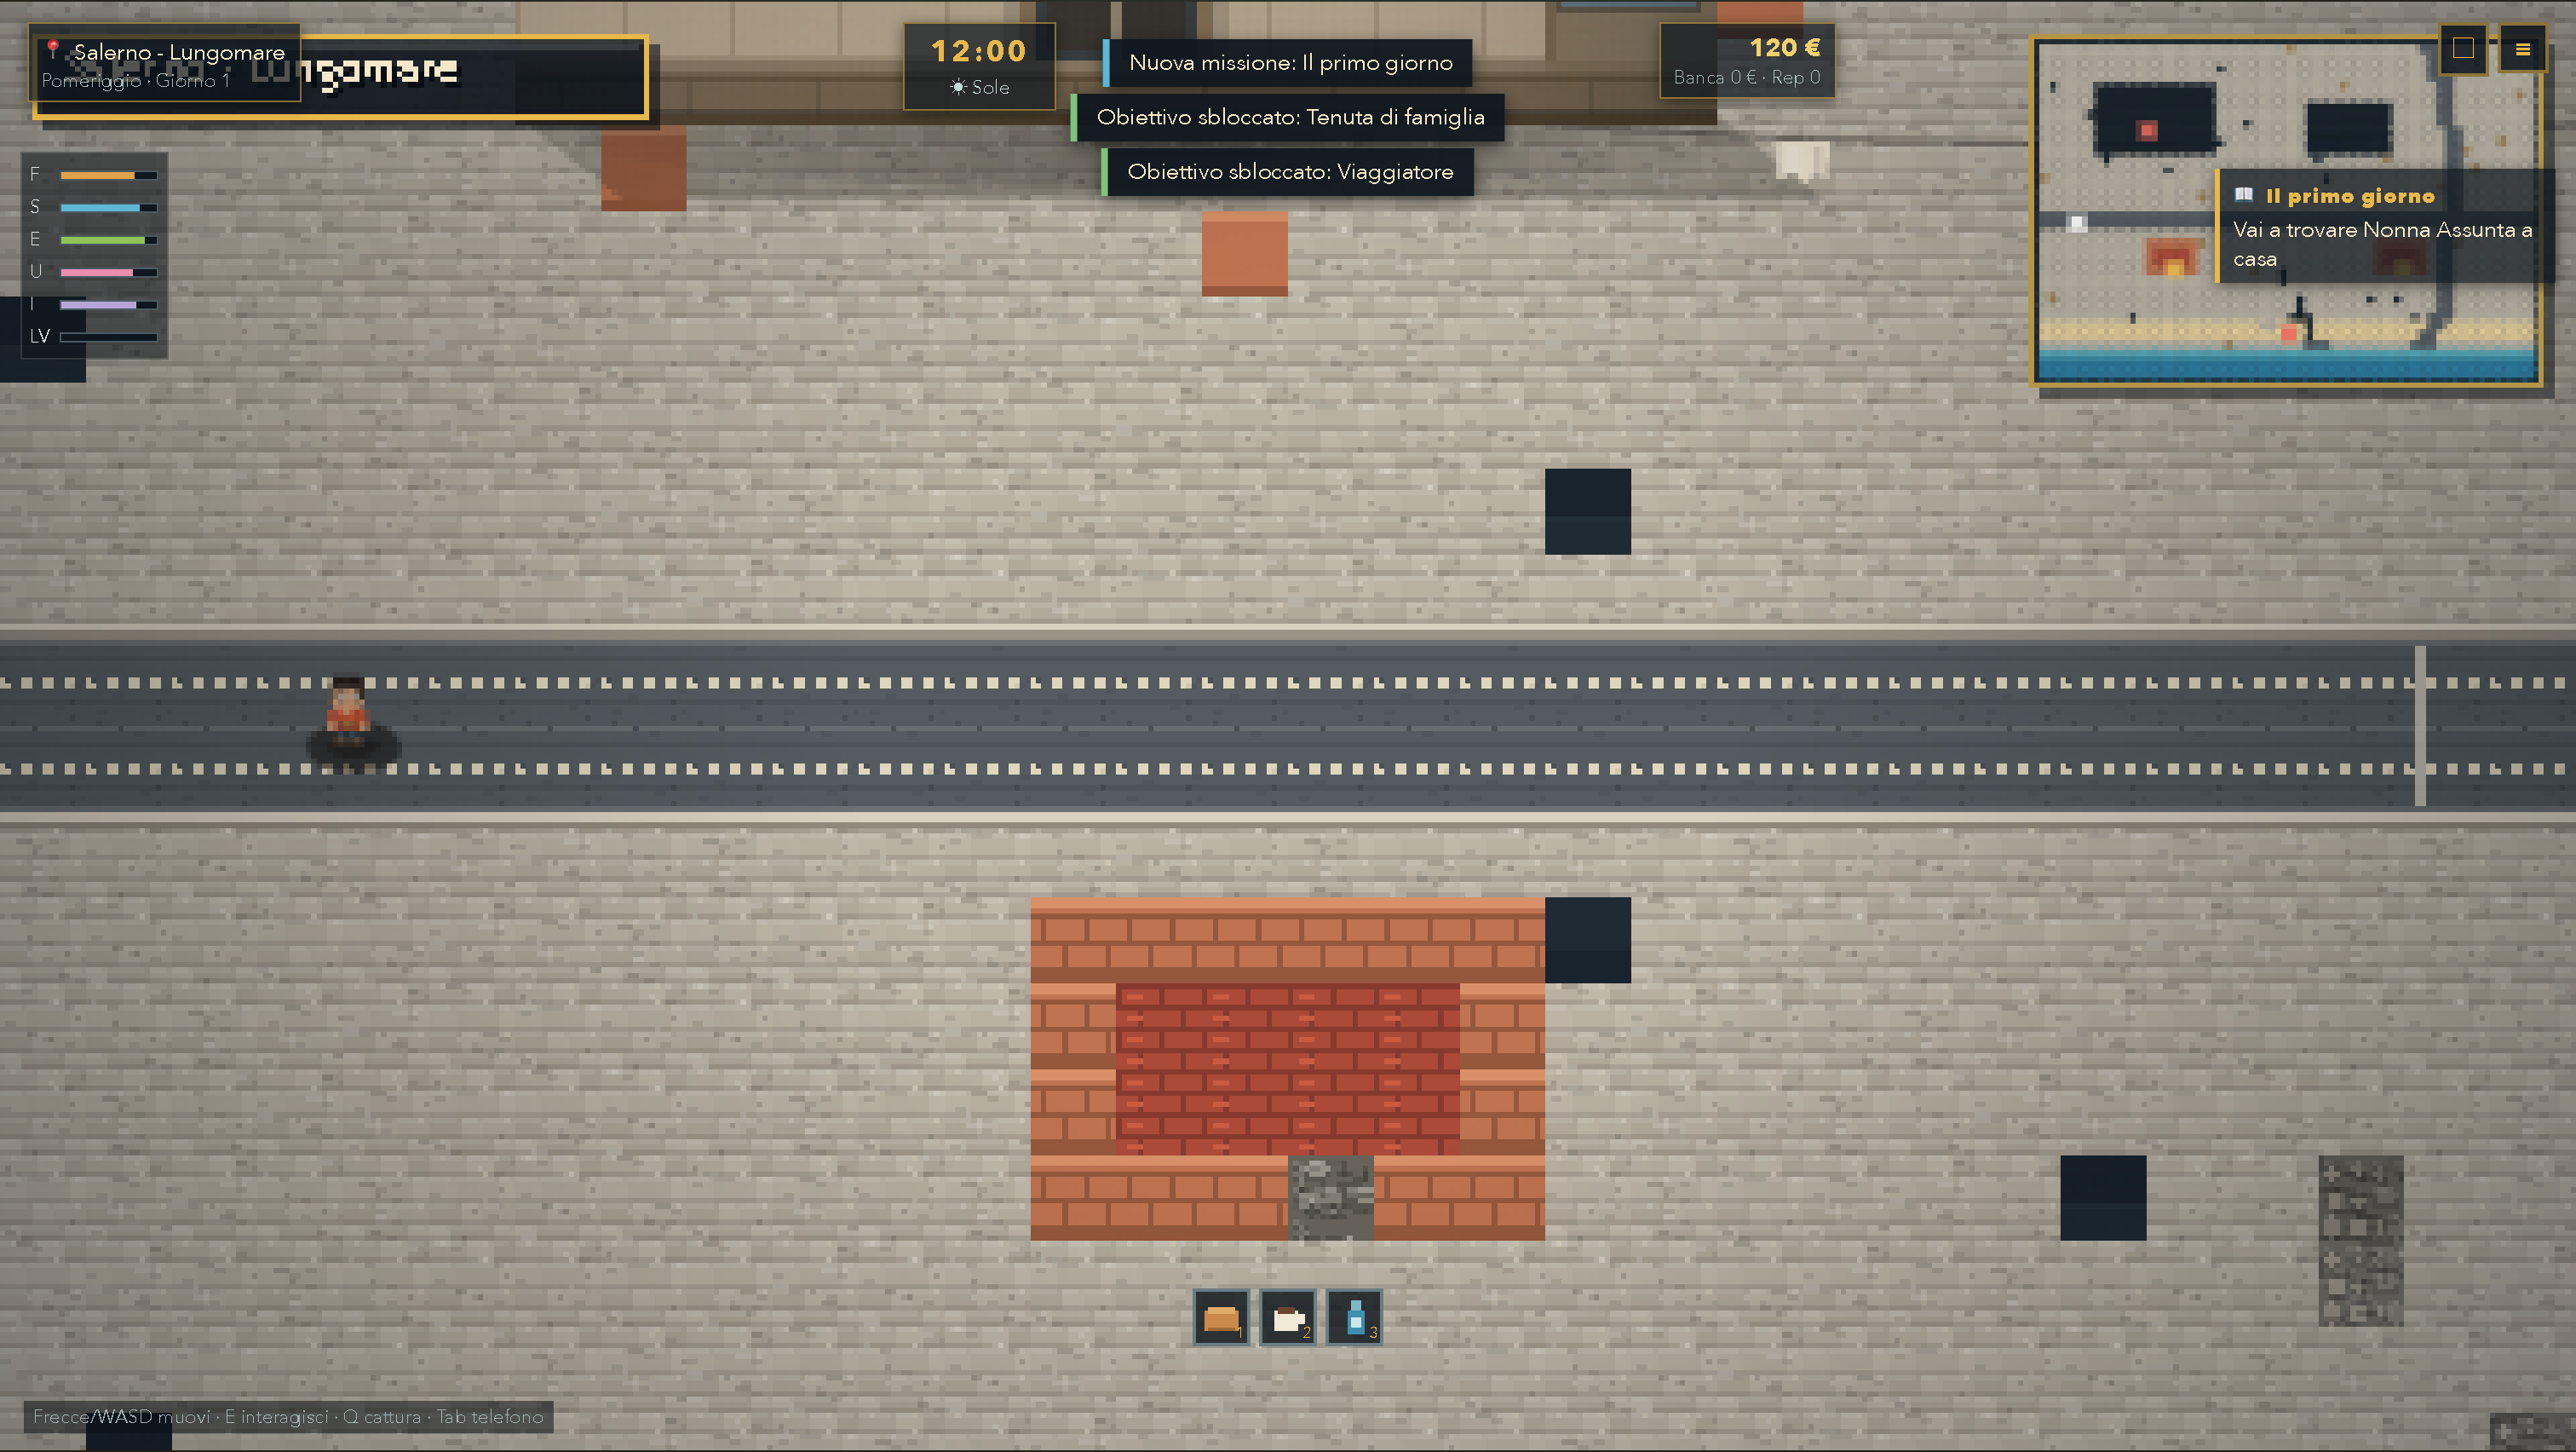 📍 Salerno - Lungomare
Pomeriggio · Giorno 1
Salerno - Lungomare
12:00
☀ Sole
Nuova missione: Il primo giorno
Obiettivo sbloccato: Tenuta di famiglia
Obiettivo sbloccato: Viaggiatore
120 €
Banca 0 € · Rep 0
📖 Il primo giorno
Vai a trovare Nonna Assunta a
casa
F
S
E
U
I
LV
1
2
3
Frecce/WASD muovi · E interagisci · Q cattura · Tab telefono